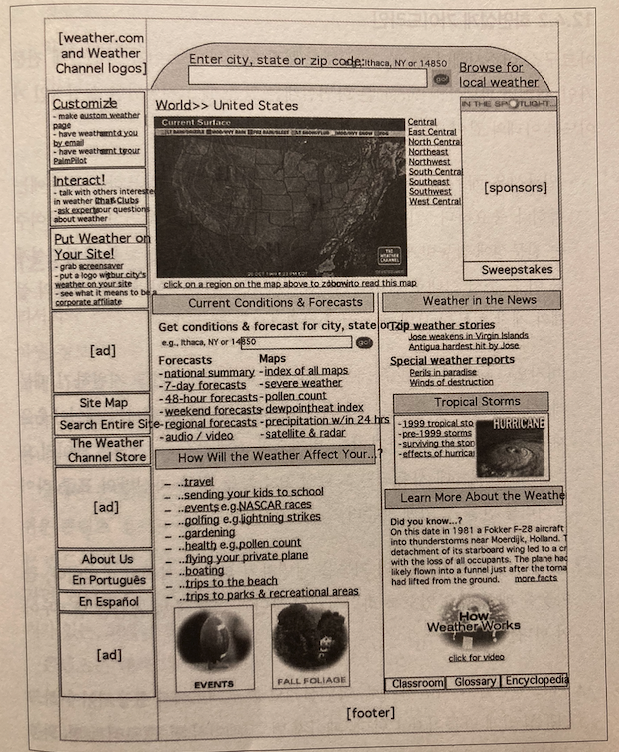 [weather.com
and Weather
Channel logos]
Enter city, state or zip code:
e.g., Ithaca, NY or 14850
go!
Browse for
local weather
Customize
- make a custom weather
page
- have weather sent to you
by email
- have weather sent to your
PalmPilot
Interact!
- talk with others interested
in weather Chat & Clubs
- ask experts your questions
about weather
Put Weather on
Your Site!
- grab screensaver
- put a logo with your city's
weather on your site
- see what it means to be a
corporate affiliate
[ad]
Site Map
Search Entire Site
The Weather
Channel Store
[ad]
About Us
En Português
En Español
[ad]
World>> United States
Current Surface
THE
WEATHER
CHANNEL
click on a region on the map above to zoom
how to read this map
Central
East Central
North Central
Northeast
Northwest
South Central
Southeast
Southwest
West Central
IN THE SPOTLIGHT...
[sponsors]
Sweepstakes
Current Conditions & Forecasts
Get conditions & forecast for city, state or zip
e.g., Ithaca, NY or 14850
go!
Forecasts
- national summary
- 7-day forecasts
- 48-hour forecasts
- weekend forecasts
- regional forecasts
- audio / video
Maps
- index of all maps
- severe weather
- pollen count
- dewpoint heat index
- precipitation w/in 24 hrs
- satellite & radar
How Will the Weather Affect Your...?
– ..travel
– ..sending your kids to school
– ..events e.g. NASCAR races
– ..golfing e.g. lightning strikes
– ..gardening
– ..health e.g. pollen count
– ..flying your private plane
– ..boating
– ..trips to the beach
– ..trips to parks & recreational areas
EVENTS
FALL FOLIAGE
Weather in the News
Top weather stories
Jose weakens in Virgin Islands
Antigua hardest hit by Jose
Special weather reports
Perils in paradise
Winds of destruction
Tropical Storms
- 1999 tropical sto
- pre-1999 storms
- surviving the stor
- effects of hurrica
HURRICANE
Learn More About the Weathe
Did you know...?
On this date in 1981 a Fokker F-28 aircraft
into thunderstorms near Moerdijk, Holland. T
detachment of its starboard wing led to a cr
with the loss of all occupants. The plane had
likely flown into a funnel just after the torna
had lifted from the ground.
more facts
How
Weather Works
click for video
Classroom
Glossary
Encyclopedia
[footer]